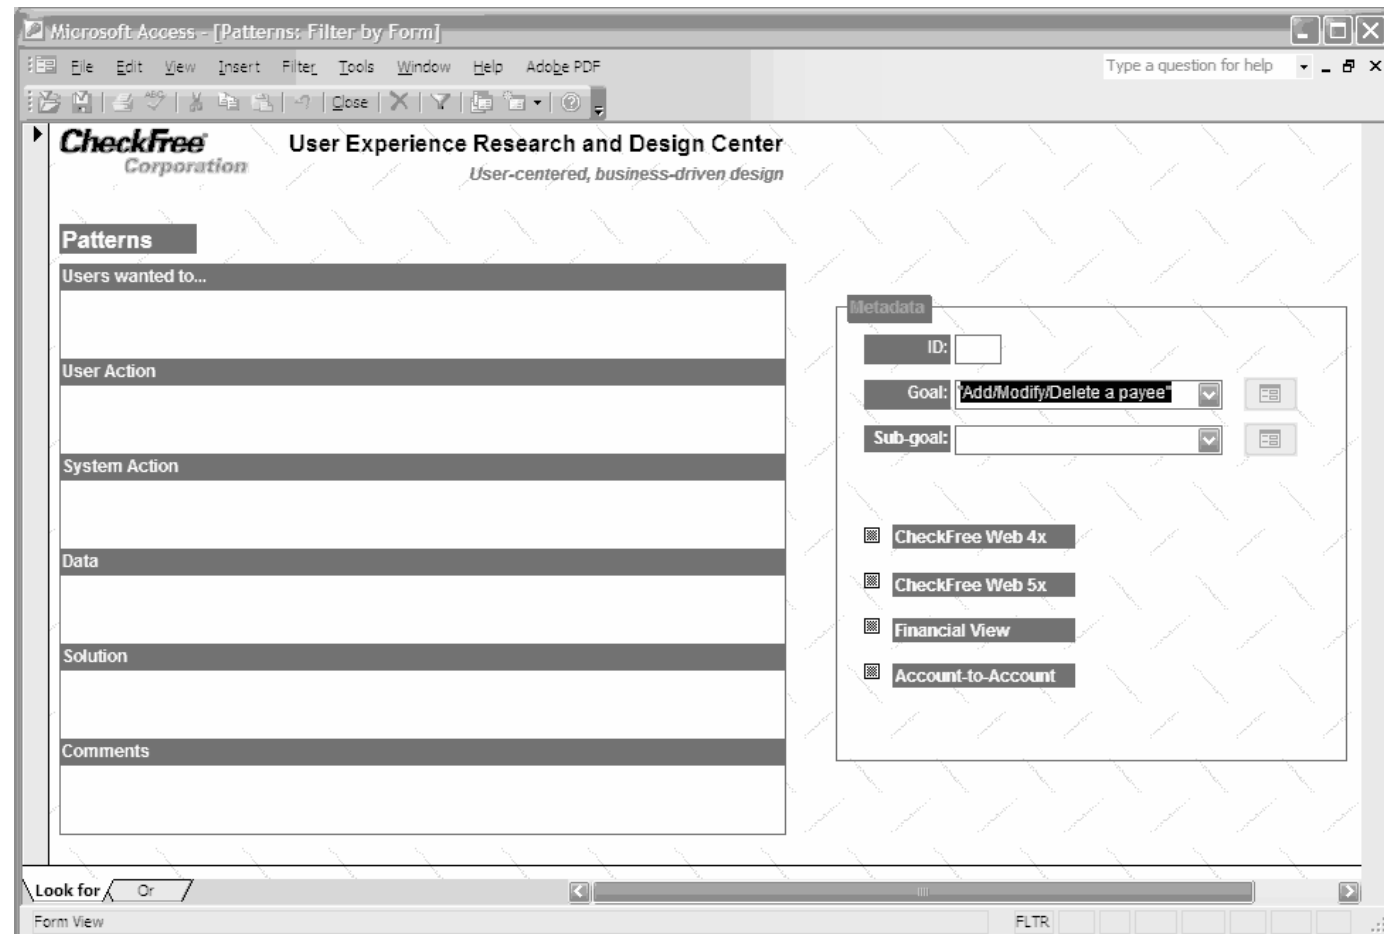 Microsoft Access - [Patterns: Filter by Form]
File Edit View Insert Filter Tools Window Help Adobe PDF Type a question for help
Close
CheckFree User Experience Research and Design Center
Corporation User-centered, business-driven design
Patterns
Users wanted to...
User Action
System Action
Data
Solution
Comments
Metadata
ID:
Goal: "Add/Modify/Delete a payee"
Sub-goal:
CheckFree Web 4x
CheckFree Web 5x
Financial View
Account-to-Account
Look for Or
Form View FLTR